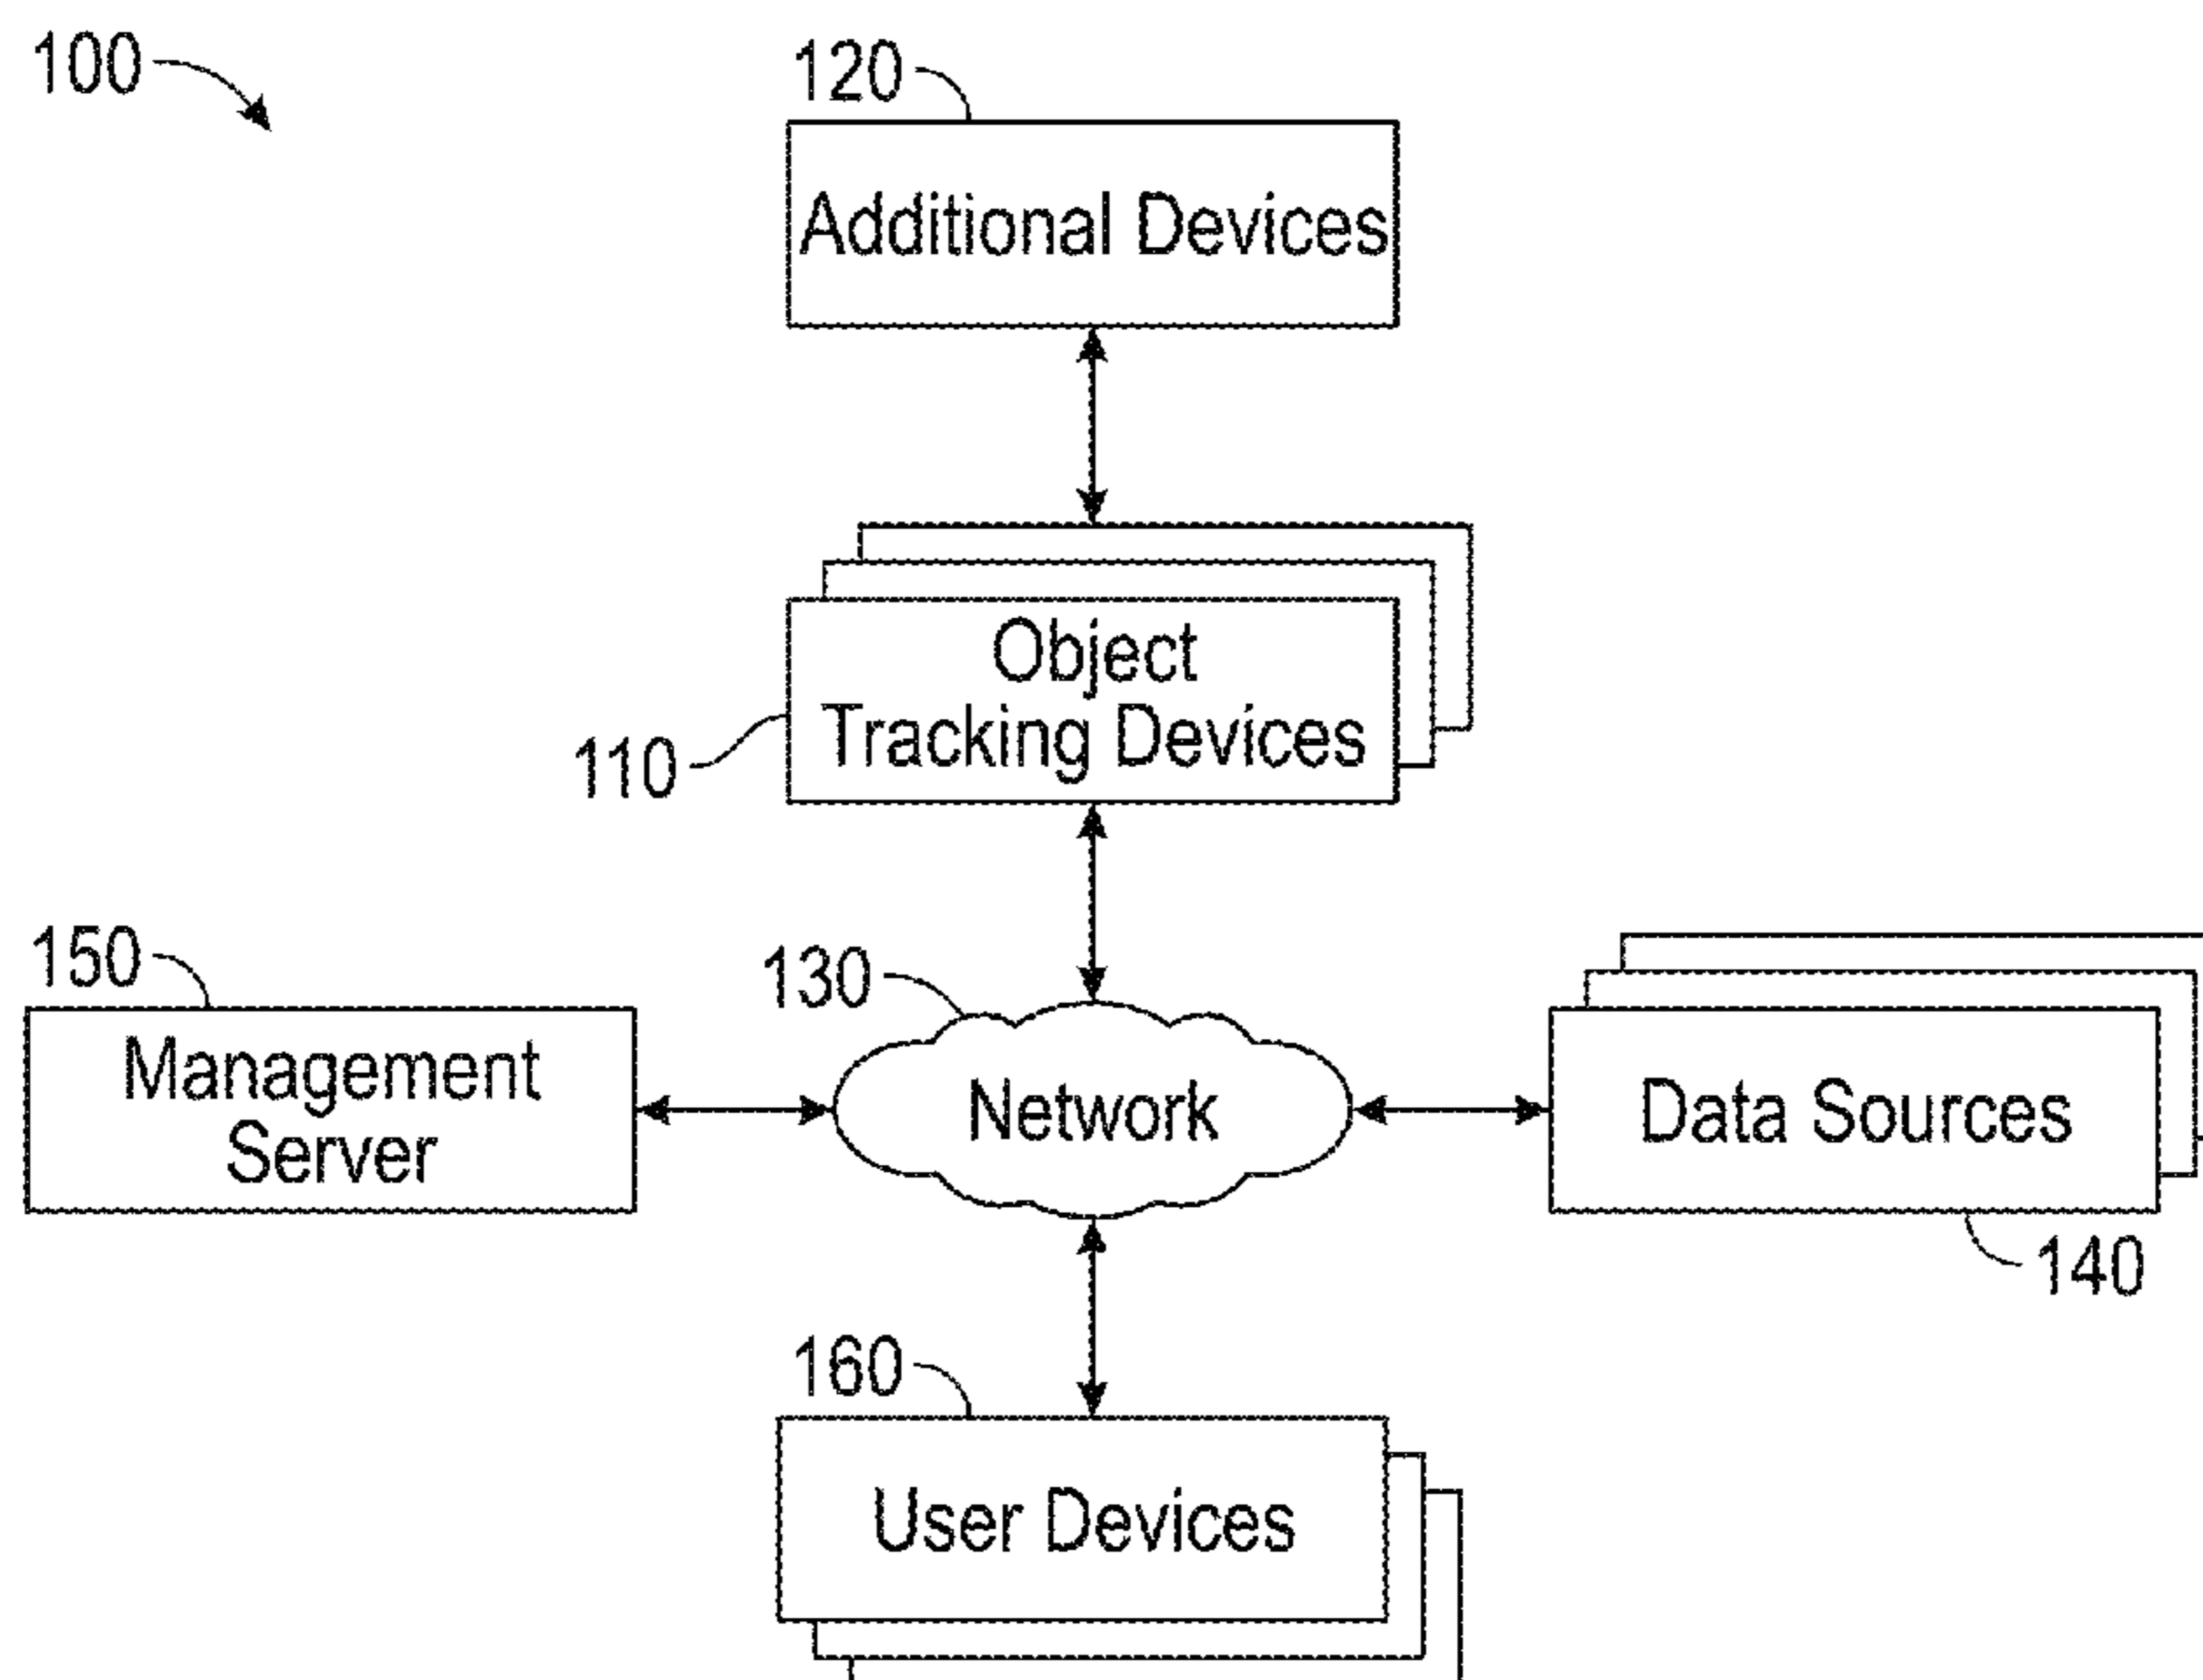 100
120
Additional Devices
Object
Tracking Devices
110
150
130
Management
Server
Network
Data Sources
140
160
User Devices